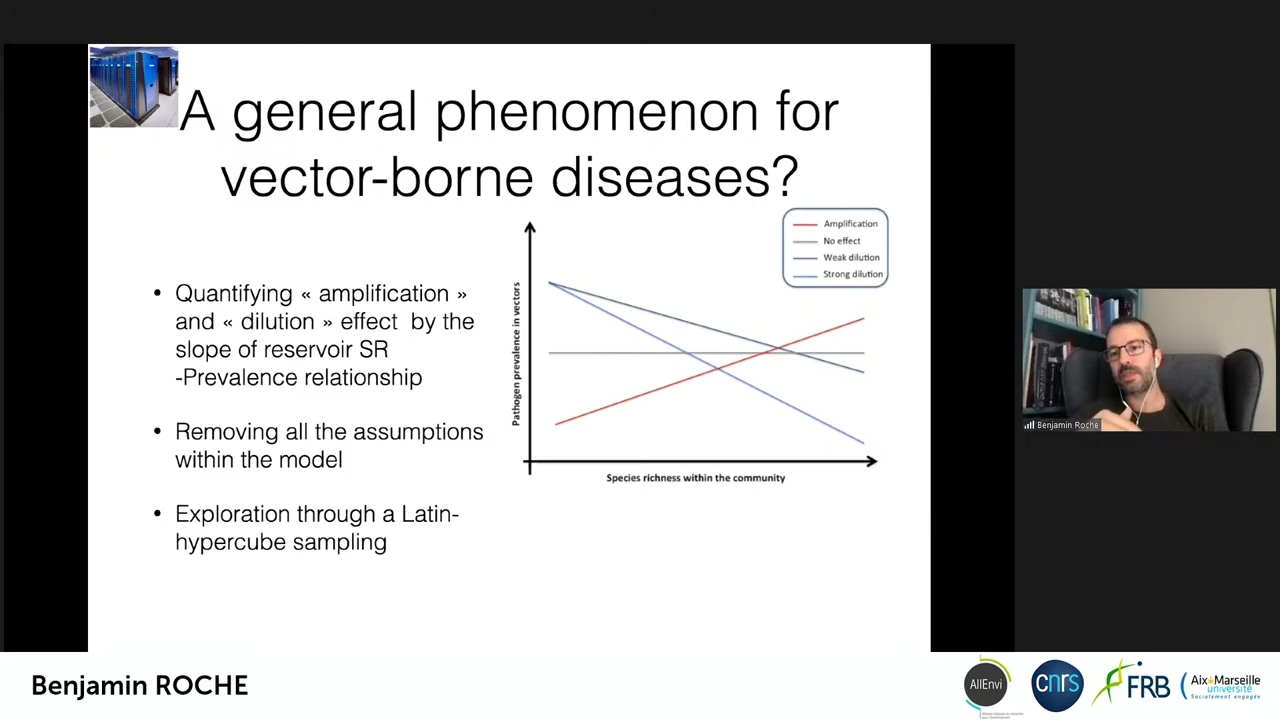 A general phenomenon for
vector-borne diseases?
• Quantifying « amplification »
and « dilution » effect by the
slope of reservoir SR
-Prevalence relationship
• Removing all the assumptions
within the model
• Exploration through a Latin-
hypercube sampling
Amplification
No effect
Weak dilution
Strong dilution
Pathogen prevalence in vectors
Species richness within the community
Benjamin Roche
Benjamin ROCHE
AllEnvi
cnrs
FRB
Aix*Marseille
université
Socialement engagée